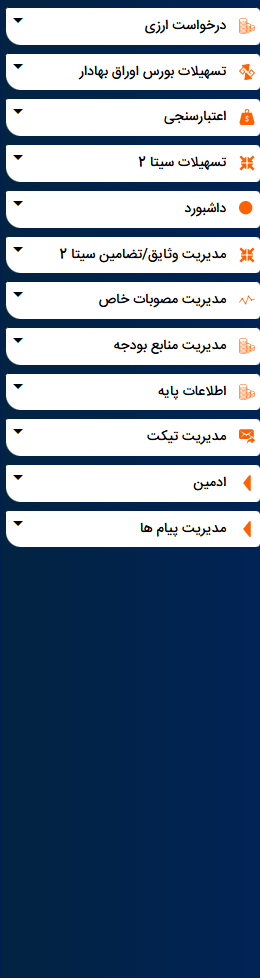 درخواست ارزی
تسهیلات بورس اوراق بهادار
اعتبارسنجی
تسهیلات سیتا ۲
داشبورد
مدیریت وثایق/تضامین سیتا ۲
مدیریت مصوبات خاص
مدیریت منابع بودجه
اطلاعات پایه
مدیریت تیکت
ادمین
مدیریت پیام ها